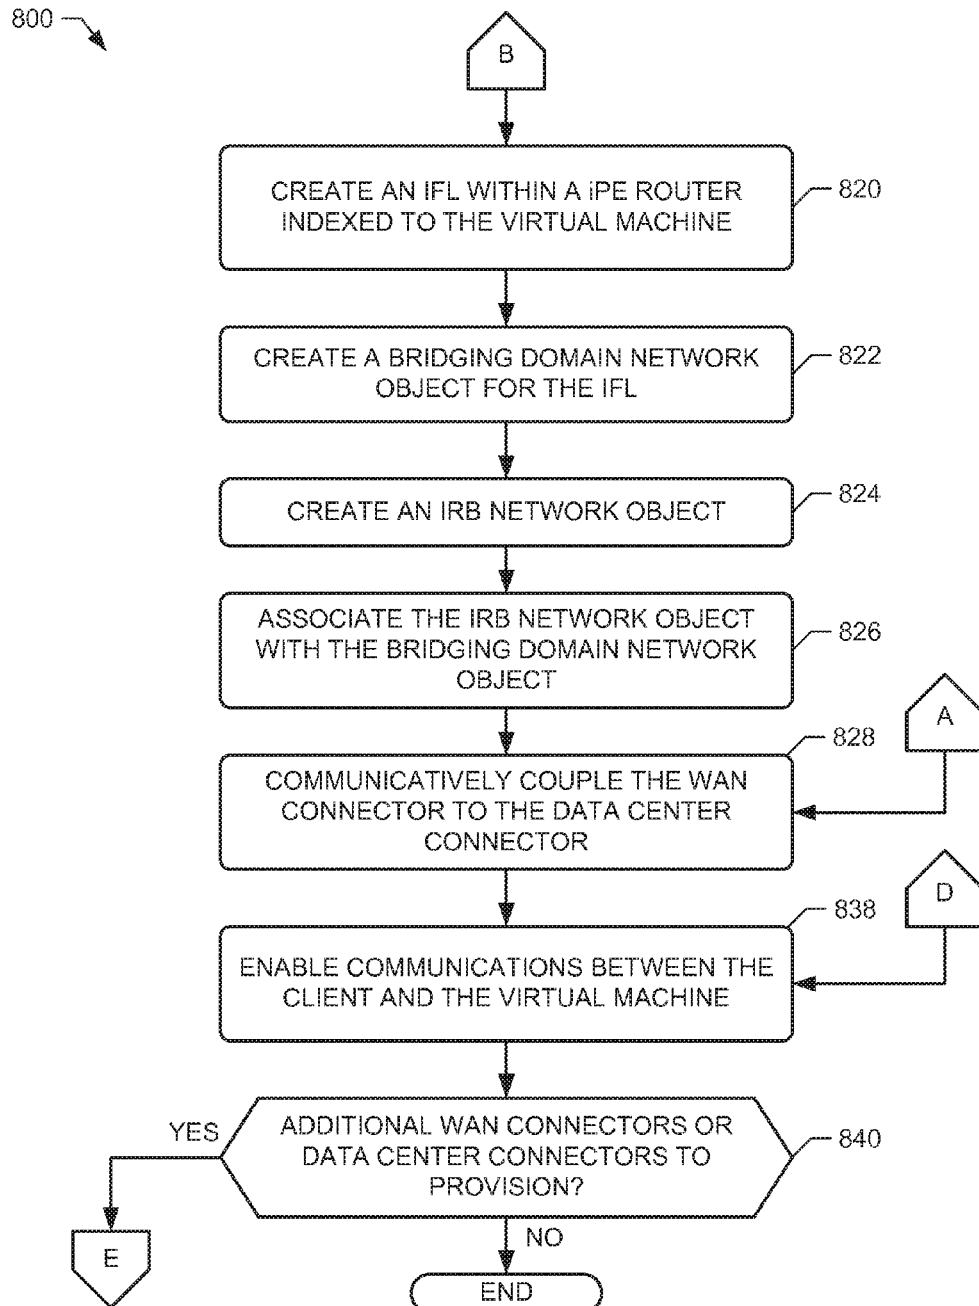 800
B
CREATE AN IFL WITHIN A iPE ROUTER
INDEXED TO THE VIRTUAL MACHINE
820
CREATE A BRIDGING DOMAIN NETWORK
OBJECT FOR THE IFL
822
CREATE AN IRB NETWORK OBJECT
824
ASSOCIATE THE IRB NETWORK OBJECT
WITH THE BRIDGING DOMAIN NETWORK
OBJECT
826
A
828
COMMUNICATIVELY COUPLE THE WAN
CONNECTOR TO THE DATA CENTER
CONNECTOR
D
838
ENABLE COMMUNICATIONS BETWEEN THE
CLIENT AND THE VIRTUAL MACHINE
YES
ADDITIONAL WAN CONNECTORS OR
DATA CENTER CONNECTORS TO
PROVISION?
840
NO
E
END